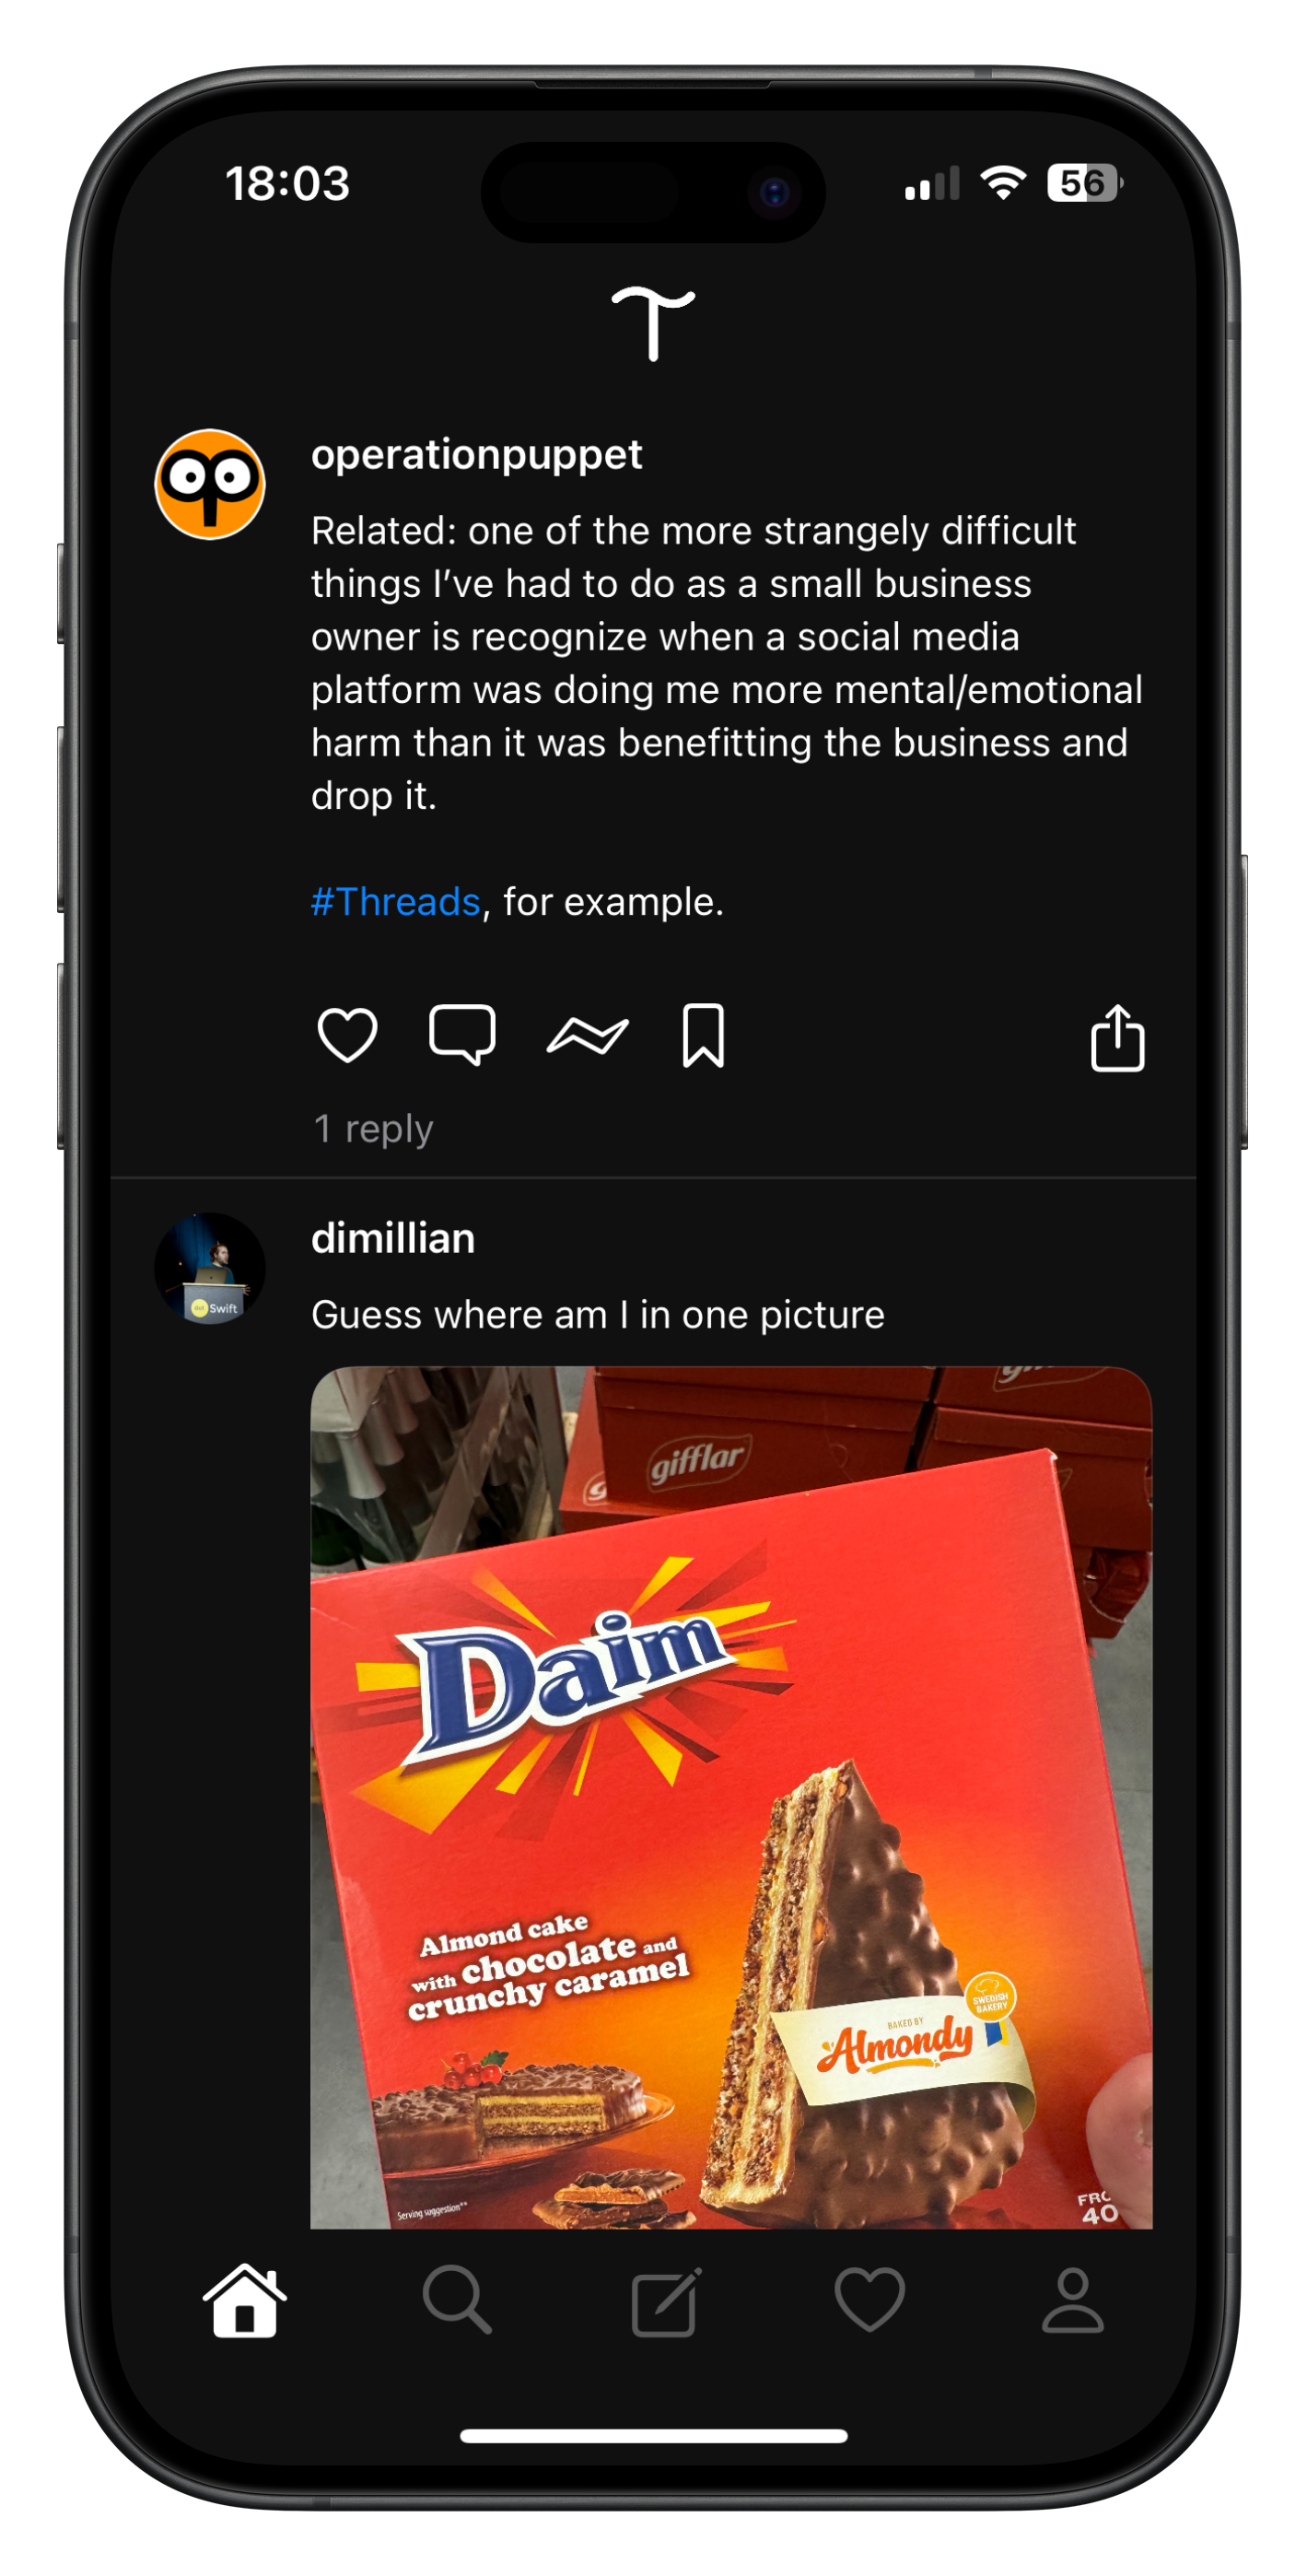 18:03
56
operationpuppet
Related: one of the more strangely difficult
things I’ve had to do as a small business
owner is recognize when a social media
platform was doing me more mental/emotional
harm than it was benefitting the business and
drop it.
#Threads, for example.
1 reply
dimillian
Swift
Guess where am I in one picture
gifflar
Daim
Almond cake
with chocolate and
crunchy caramel
SWEDISH
BAKERY
BAKED BY
Almondy
Serving suggestion**
40